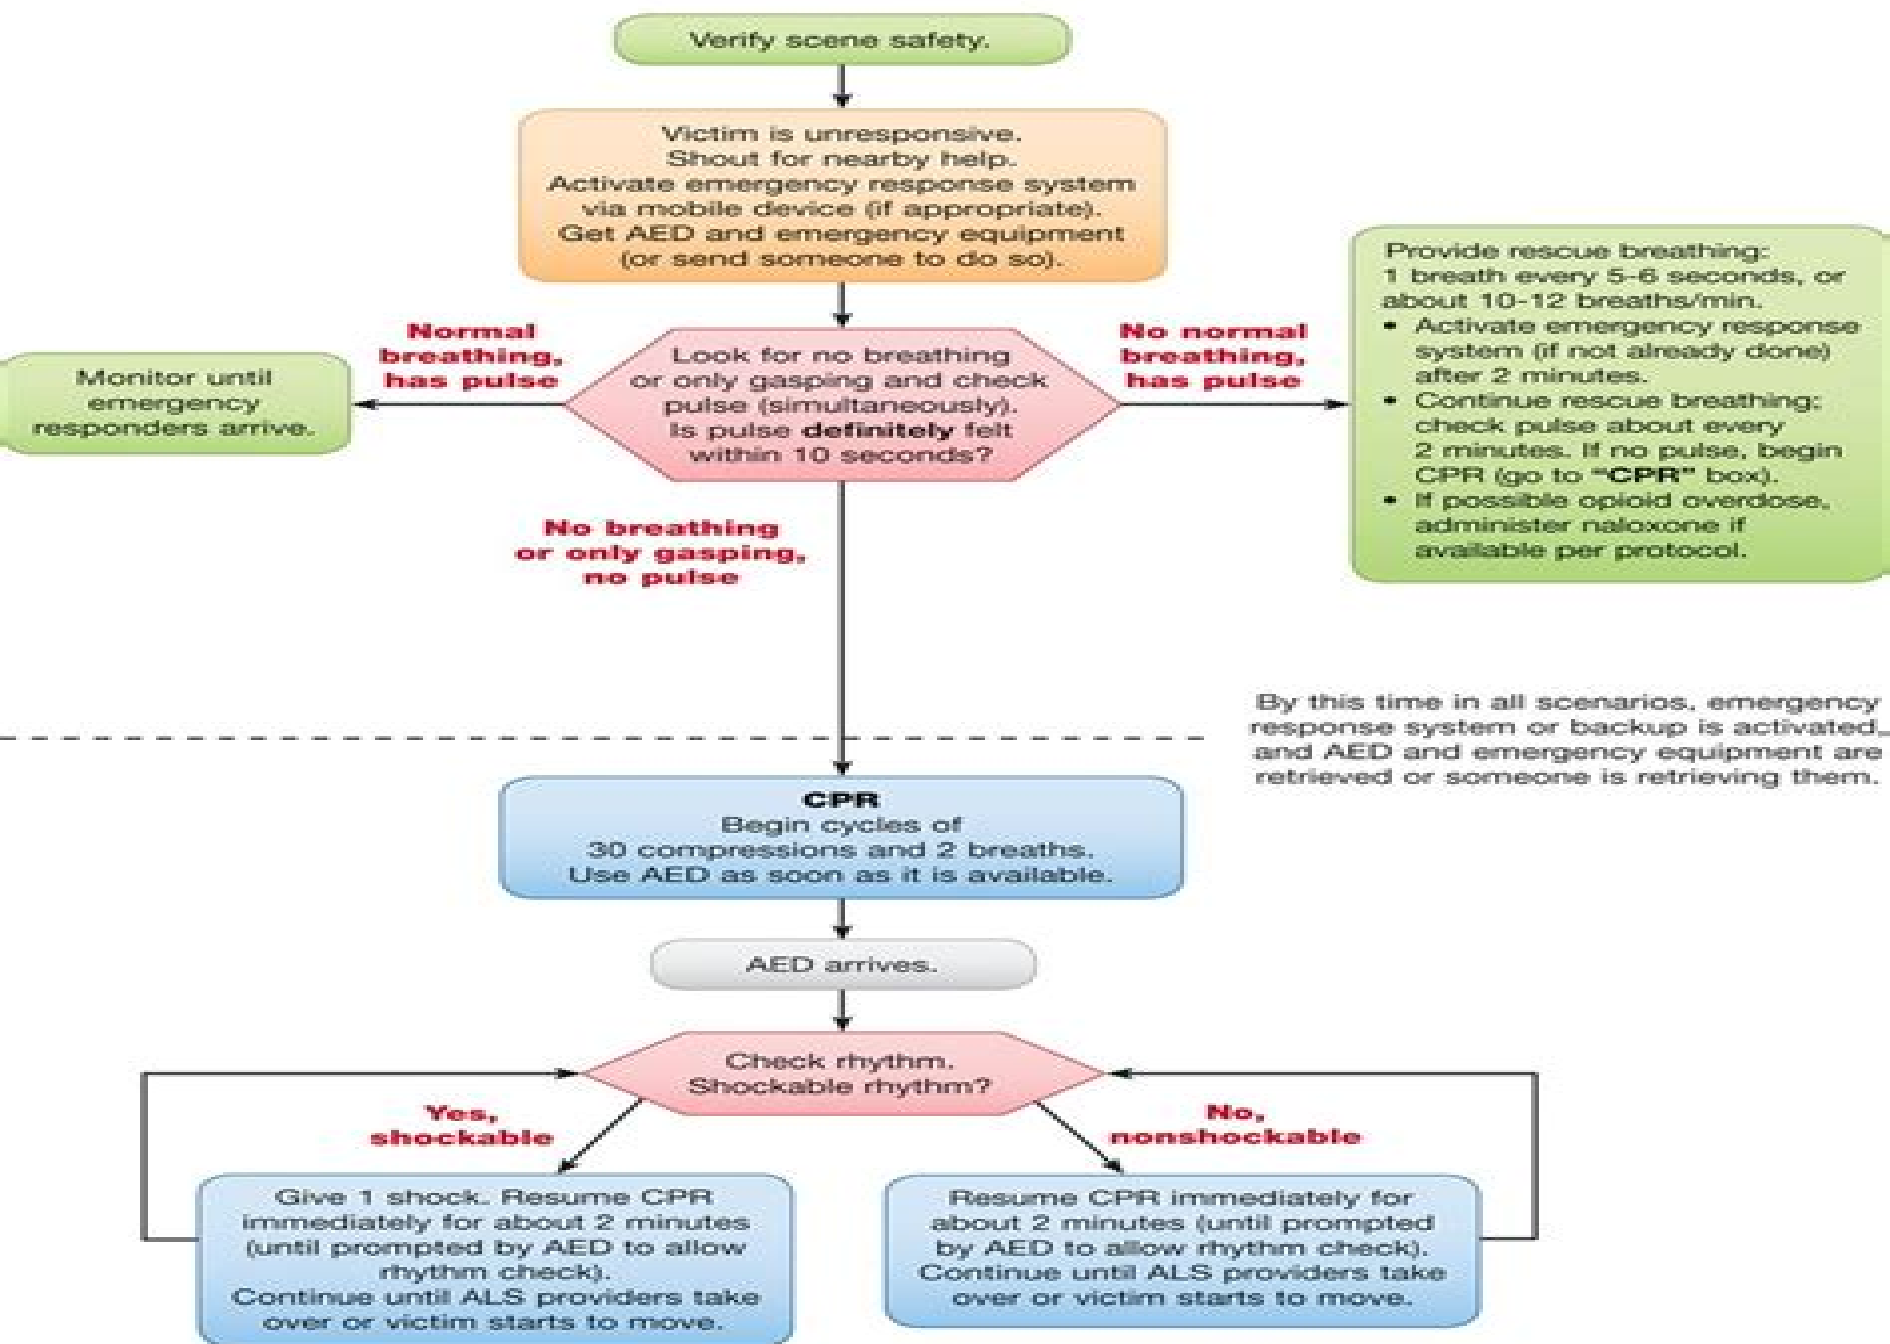 Verify scene safety.
Victim is unresponsive.
Shout for nearby help.
Activate emergency response system
via mobile device (if appropriate).
Get AED and emergency equipment
(or send someone to do so).
Normal
breathing,
has pulse
Monitor until
emergency
responders arrive.
Look for no breathing
or only gasping and check
pulse (simultaneously).
Is pulse definitely felt
within 10 seconds?
No normal
breathing,
has pulse
Provide rescue breathing:
1 breath every 5-6 seconds, or
about 10-12 breaths/min.
• Activate emergency response
system (if not already done)
after 2 minutes.
• Continue rescue breathing;
check pulse about every
2 minutes. If no pulse, begin
CPR (go to "CPR" box).
• If possible opioid overdose,
administer naloxone if
available per protocol.
No breathing
or only gasping,
no pulse
By this time in all scenarios, emergency
response system or backup is activated,
and AED and emergency equipment are
retrieved or someone is retrieving them.
CPR
Begin cycles of
30 compressions and 2 breaths.
Use AED as soon as it is available.
AED arrives.
Check rhythm.
Shockable rhythm?
Yes,
shockable
No,
nonshockable
Give 1 shock. Resume CPR
immediately for about 2 minutes
(until prompted by AED to allow
rhythm check).
Continue until ALS providers take
over or victim starts to move.
Resume CPR immediately for
about 2 minutes (until prompted
by AED to allow rhythm check).
Continue until ALS providers take
over or victim starts to move.